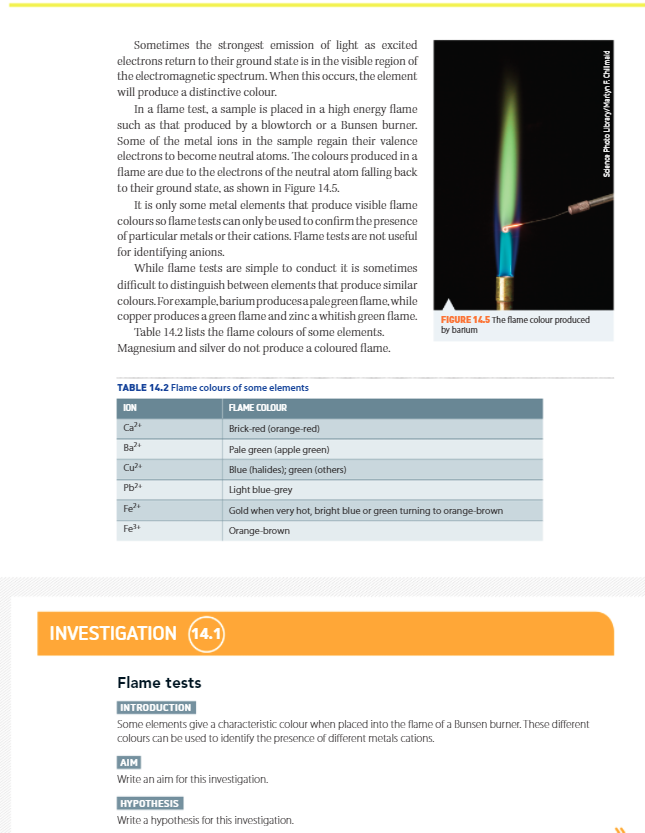 Sometimes the strongest emission of light as excited
electrons return to their ground state is in the visible region of
the electromagnetic spectrum. When this occurs, the element
will produce a distinctive colour.
In a flame test, a sample is placed in a high energy flame
such as that produced by a blowtorch or a Bunsen burner.
Some of the metal ions in the sample regain their valence
electrons to become neutral atoms. The colours produced in a
flame are due to the electrons of the neutral atom falling back
to their ground state, as shown in Figure 14.5.
It is only some metal elements that produce visible flame
colours so flame tests can only be used to confirm the presence
of particular metals or their cations. Flame tests are not useful
for identifying anions.
While flame tests are simple to conduct it is sometimes
difficult to distinguish between elements that produce similar
colours. For example, barium produces a pale green flame, while
copper produces a green flame and zinc a whitish green flame.
Table 14.2 lists the flame colours of some elements.
Magnesium and silver do not produce a coloured flame.
Science Photo Library/Martyn F. Chillmaid
FIGURE 14.5 The flame colour produced
by barium
TABLE 14.2 Flame colours of some elements
ION FLAME COLOUR
Ca²⁺ Brick-red (orange-red)
Ba²⁺ Pale green (apple green)
Cu²⁺ Blue (halides); green (others)
Pb²⁺ Light blue-grey
Fe²⁺ Gold when very hot, bright blue or green turning to orange-brown
Fe³⁺ Orange-brown
INVESTIGATION 14.1
Flame tests
INTRODUCTION
Some elements give a characteristic colour when placed into the flame of a Bunsen burner. These different
colours can be used to identify the presence of different metals cations.
AIM
Write an aim for this investigation.
HYPOTHESIS
Write a hypothesis for this investigation.
»